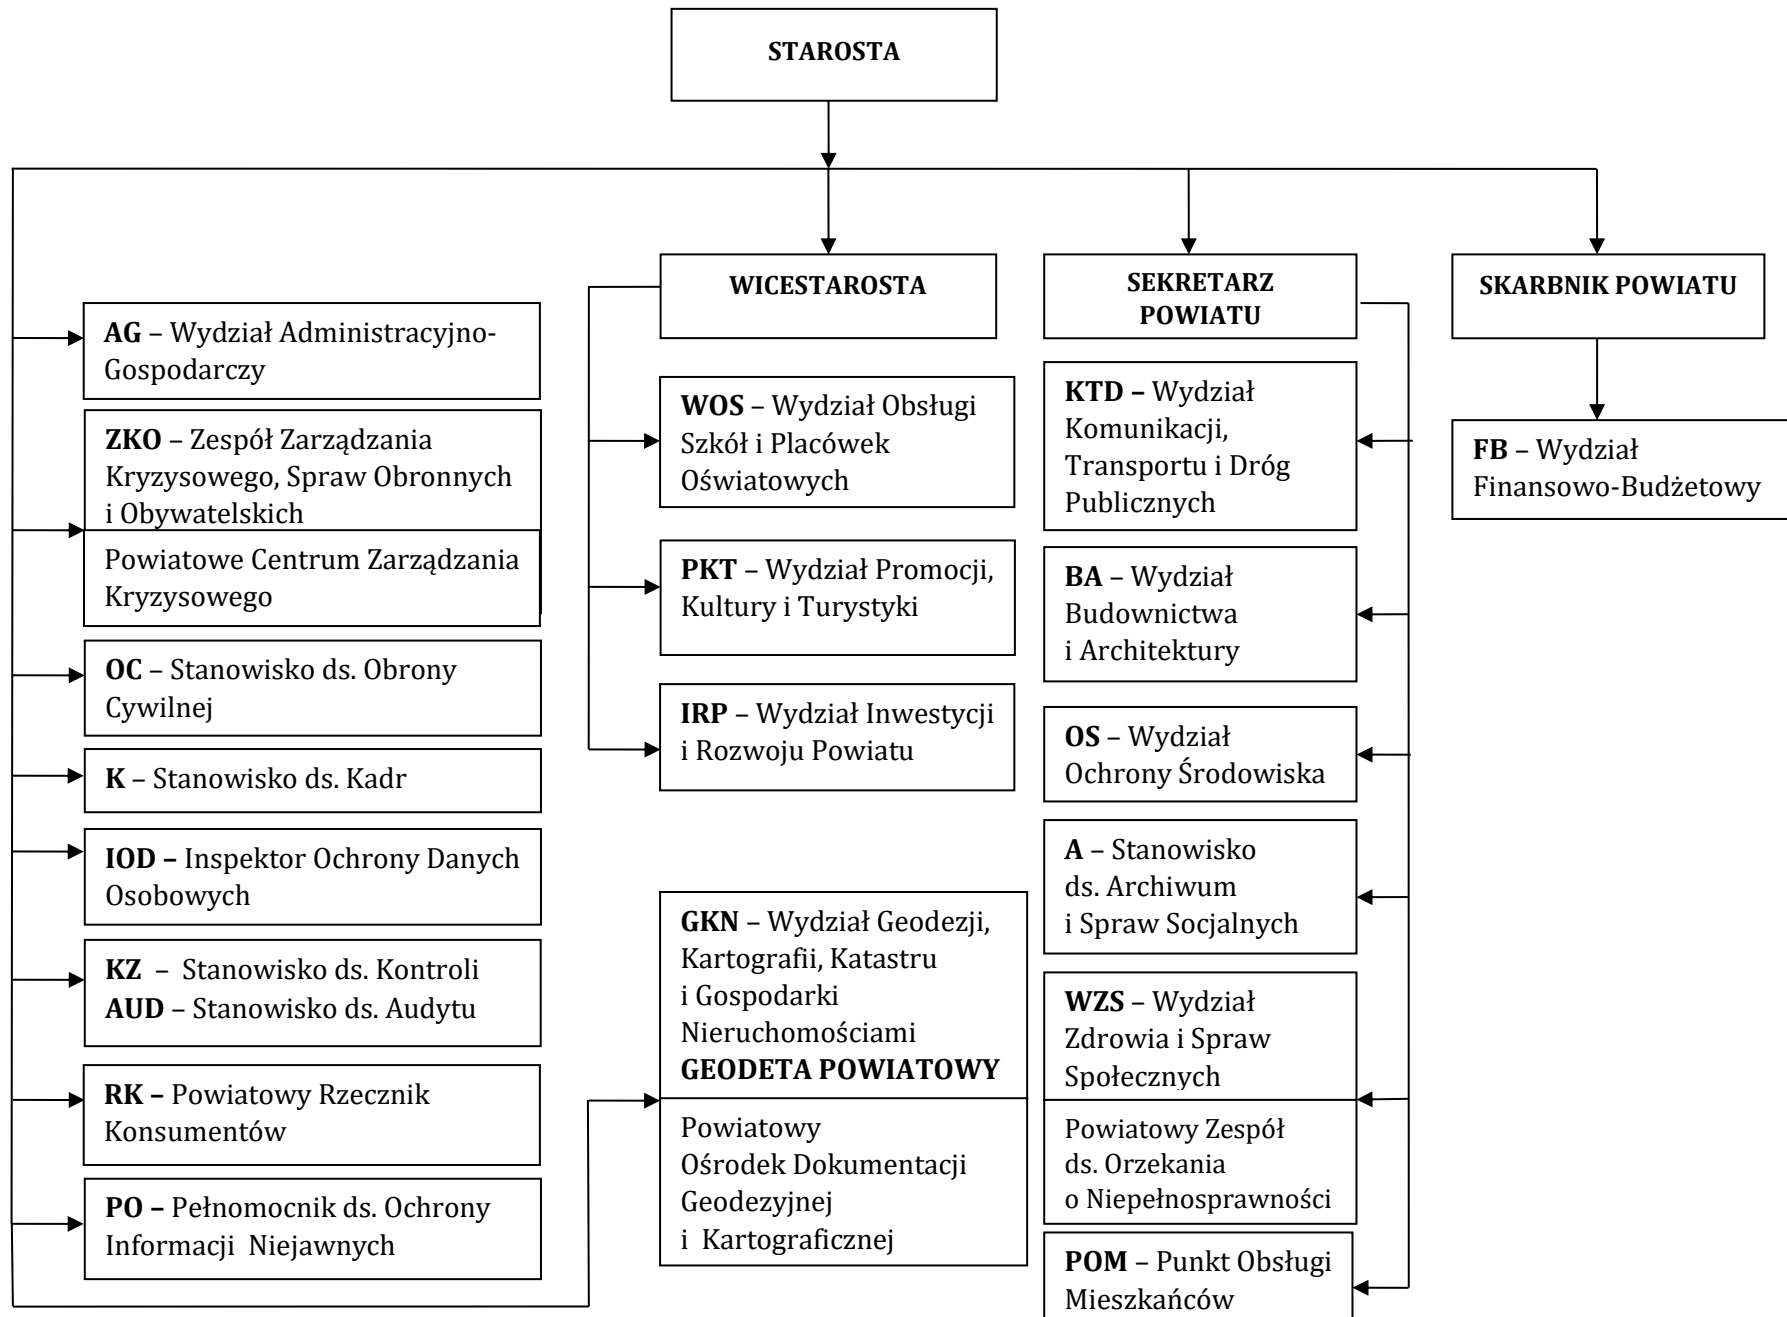 STAROSTA
WICESTAROSTA
SEKRETARZ
POWIATU
SKARBNIK POWIATU
AG – Wydział Administracyjno-
Gospodarczy
ZKO – Zespół Zarządzania
Kryzysowego, Spraw Obronnych
i Obywatelskich
Powiatowe Centrum Zarządzania
Kryzysowego
OC – Stanowisko ds. Obrony
Cywilnej
K – Stanowisko ds. Kadr
IOD – Inspektor Ochrony Danych
Osobowych
KZ – Stanowisko ds. Kontroli
AUD – Stanowisko ds. Audytu
RK – Powiatowy Rzecznik
Konsumentów
PO – Pełnomocnik ds. Ochrony
Informacji Niejawnych
WOS – Wydział Obsługi
Szkół i Placówek
Oświatowych
PKT – Wydział Promocji,
Kultury i Turystyki
IRP – Wydział Inwestycji
i Rozwoju Powiatu
GKN – Wydział Geodezji,
Kartografii, Katastru
i Gospodarki
Nieruchomościami
GEODETA POWIATOWY
Powiatowy
Ośrodek Dokumentacji
Geodezyjnej
i Kartograficznej
KTD – Wydział
Komunikacji,
Transportu i Dróg
Publicznych
BA – Wydział
Budownictwa
i Architektury
OS – Wydział
Ochrony Środowiska
A – Stanowisko
ds. Archiwum
i Spraw Socjalnych
WZS – Wydział
Zdrowia i Spraw
Społecznych
Powiatowy Zespół
ds. Orzekania
o Niepełnosprawności
POM – Punkt Obsługi
Mieszkańców
FB – Wydział
Finansowo-Budżetowy